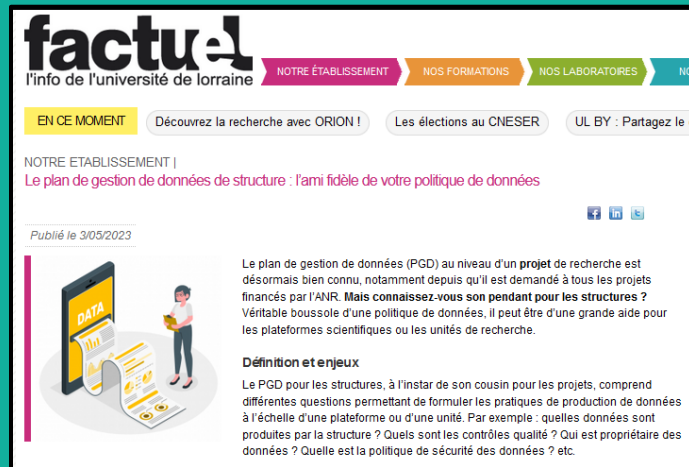 factuel
l'info de l'université de lorraine
NOTRE ÉTABLISSEMENT
NOS FORMATIONS
NOS LABORATOIRES
EN CE MOMENT
Découvrez la recherche avec ORION !
Les élections au CNESER
UL BY : Partagez le
NOTRE ETABLISSEMENT |
Le plan de gestion de données de structure : l'ami fidèle de votre politique de données
Publié le 3/05/2023
DATA
Le plan de gestion de données (PGD) au niveau d'un projet de recherche est
désormais bien connu, notamment depuis qu'il est demandé à tous les projets
financés par l'ANR. Mais connaissez-vous son pendant pour les structures ?
Véritable boussole d'une politique de données, il peut être d'une grande aide pour
les plateformes scientifiques ou les unités de recherche.
Définition et enjeux
Le PGD pour les structures, à l'instar de son cousin pour les projets, comprend
différentes questions permettant de formuler les pratiques de production de données
à l'échelle d'une plateforme ou d'une unité. Par exemple : quelles données sont
produites par la structure ? Quels sont les contrôles qualité ? Qui est propriétaire des
données ? Quelle est la politique de sécurité des données ? etc.